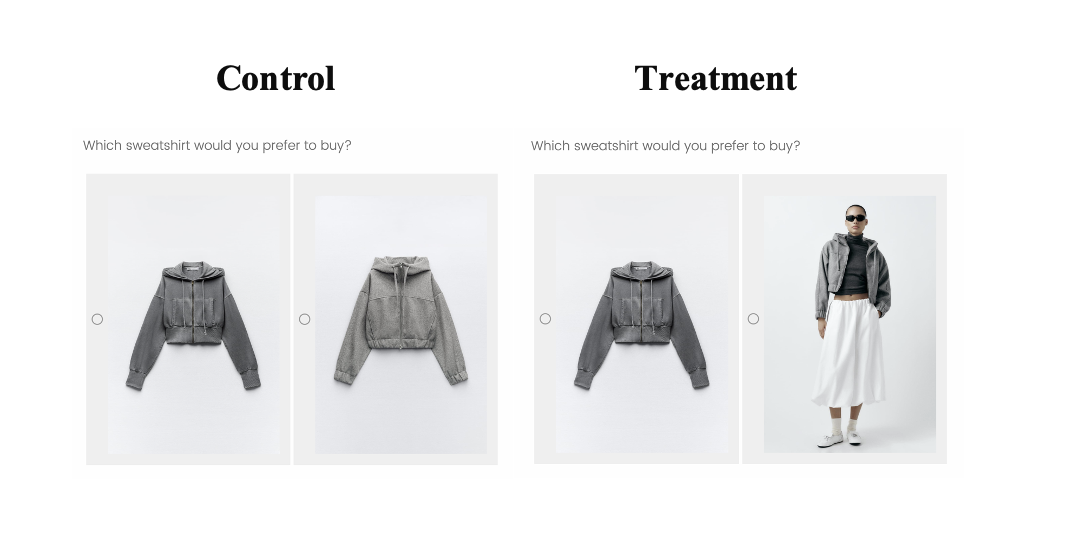 Control
Treatment
Which sweatshirt would you prefer to buy?
Which sweatshirt would you prefer to buy?